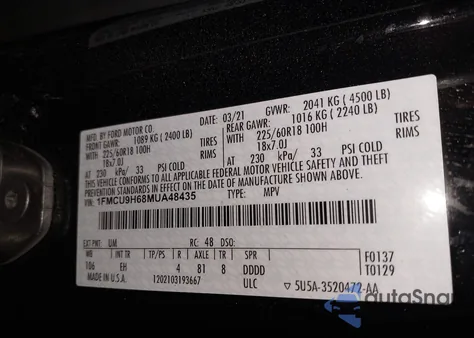 MFD. BY FORD MOTOR CO.
DATE: 03/21 GVWR: 2041 KG ( 4500 LB)
FRONT GAWR: 1089 KG ( 2400 LB) REAR GAWR: 1016 KG ( 2240 LB)
WITH 225/60R18 100H WITH 225/60R18 100H
TIRES 18x7.0J RIMS 18x7.0J
AT 230 kPa/ 33 PSI COLD AT 230 kPa/ 33 PSI COLD
THIS VEHICLE CONFORMS TO ALL APPLICABLE FEDERAL MOTOR VEHICLE SAFETY
AND THEFT PREVENTION STANDARDS IN EFFECT ON THE DATE OF MANUFACTURE SHOWN ABOVE.
VIN: 1FMCU9H68MUA48435 TYPE: MPV
EXT PNT: UM RC: 48 DSO:
WB INT TR TP/PS R AXLE TR SPR F0137
106 EH 4 81 8 DDDD T0129
MADE IN U.S.A. 1202103193667 ULC 5U5A-3520472-AA
autoSnap